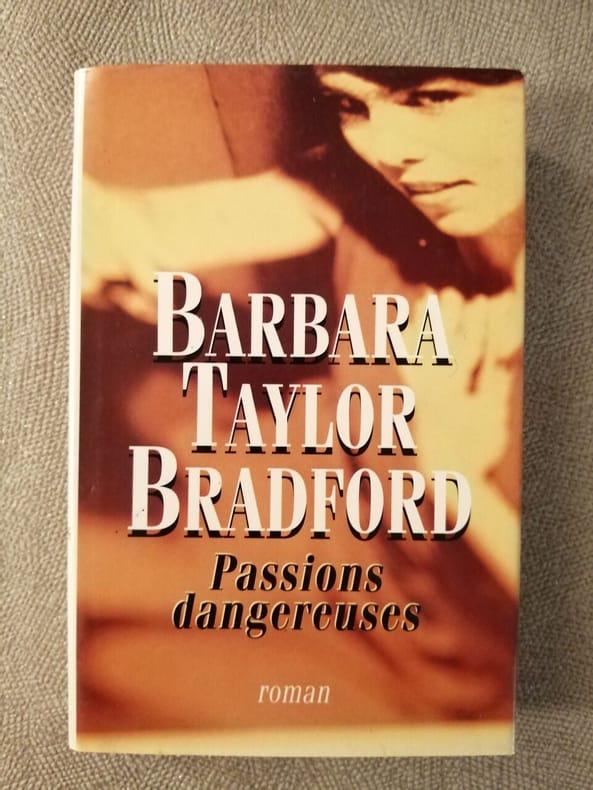 BARBARA
TAYLOR
BRADFORD
Passions
dangereuses
roman